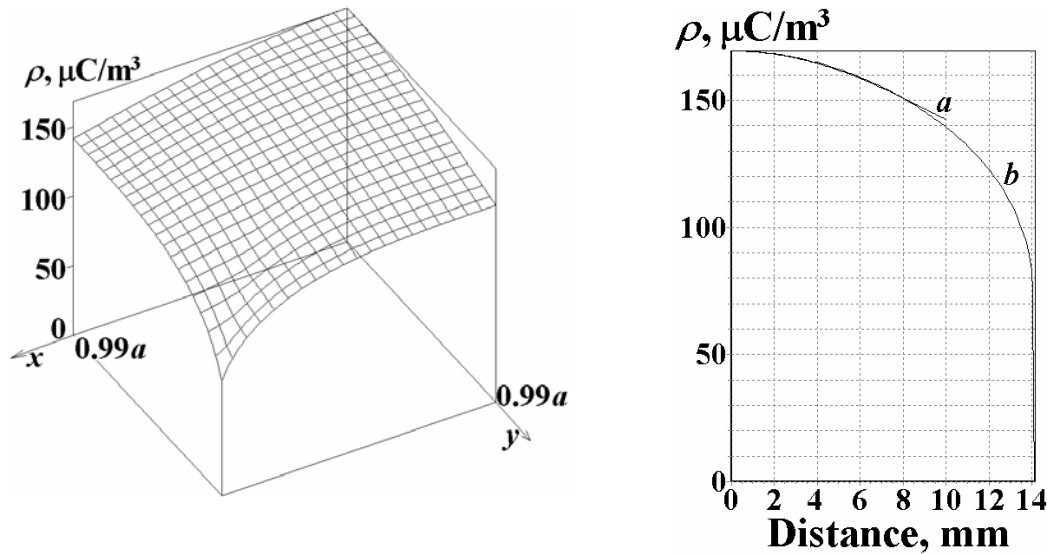 ρ, μC/m³
150
100
50
0
x
0.99a
0.99a
y
ρ, μC/m³
150
100
50
0
a
b
0 2 4 6 8 10 12 14
Distance, mm